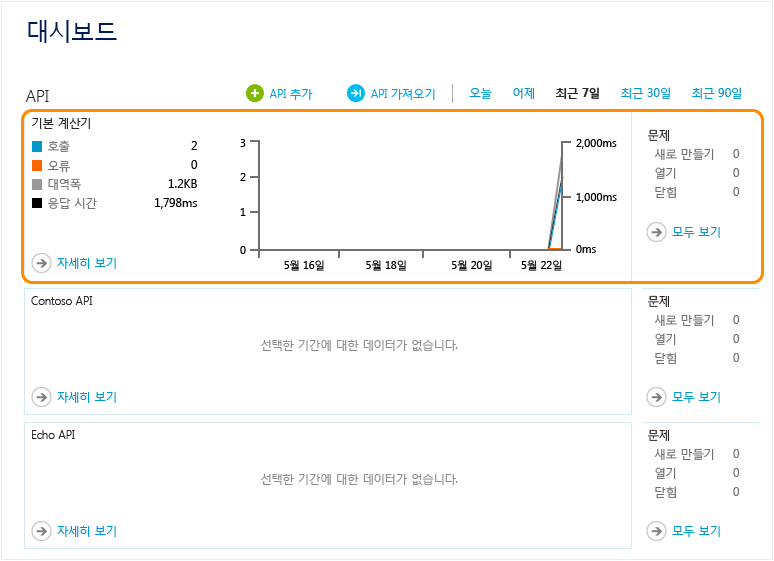 대시보드
API
API 추가
API 가져오기
오늘
어제
최근 7일
최근 30일
최근 90일
기본 계산기
호출 2
오류 0
대역폭 1.2KB
응답 시간 1,798ms
자세히 보기
3
2
1
0
2,000ms
1,000ms
0ms
5월 16일
5월 18일
5월 20일
5월 22일
문제
새로 만들기 0
열기 0
닫힘 0
모두 보기
Contoso API
선택한 기간에 대한 데이터가 없습니다.
자세히 보기
문제
새로 만들기 0
열기 0
닫힘 0
모두 보기
Echo API
선택한 기간에 대한 데이터가 없습니다.
자세히 보기
문제
새로 만들기 0
열기 0
닫힘 0
모두 보기